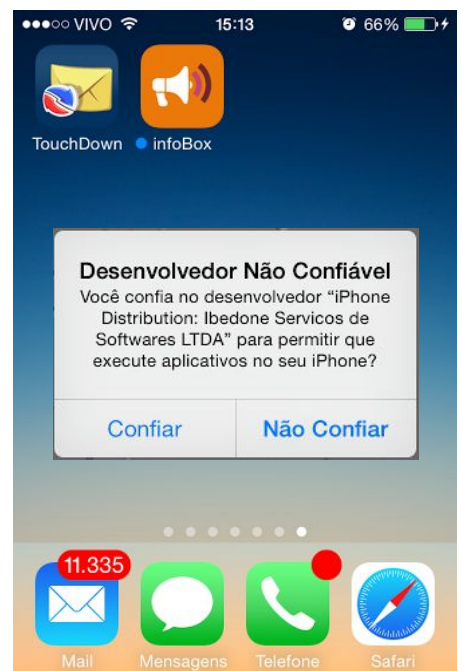 VIVO 15:13 66%
TouchDown infoBox
Desenvolvedor Não Confiável
Você confia no desenvolvedor “iPhone
Distribution: Ibedone Servicos de
Softwares LTDA” para permitir que
execute aplicativos no seu iPhone?
Confiar Não Confiar
11.335
Mail Mensagens Telefone Safari